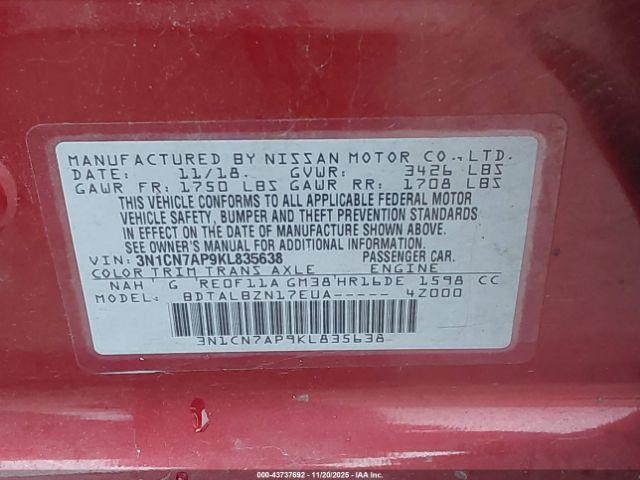 MANUFACTURED BY NISSAN MOTOR CO., LTD.
DATE: 11/18. GVWR: 3426 LBS
GAWR FR: 1750 LBS GAWR RR: 1708 LBS
THIS VEHICLE CONFORMS TO ALL APPLICABLE FEDERAL MOTOR
VEHICLE SAFETY, BUMPER AND THEFT PREVENTION STANDARDS
IN EFFECT ON THE DATE OF MANUFACTURE SHOWN ABOVE.
SEE OWNER'S MANUAL FOR ADDITIONAL INFORMATION.
VIN: 3N1CN7AP9KL835638 PASSENGER CAR.
COLOR TRIM TRANS AXLE ENGINE
NAH G RE0F11A GM38 HR16DE 1598 CC
MODEL BDTALBZN17EUA----- 4Z000
3N1CN7AP9KL835638
000-43737692 - 11/20/2025 - IAA Inc.